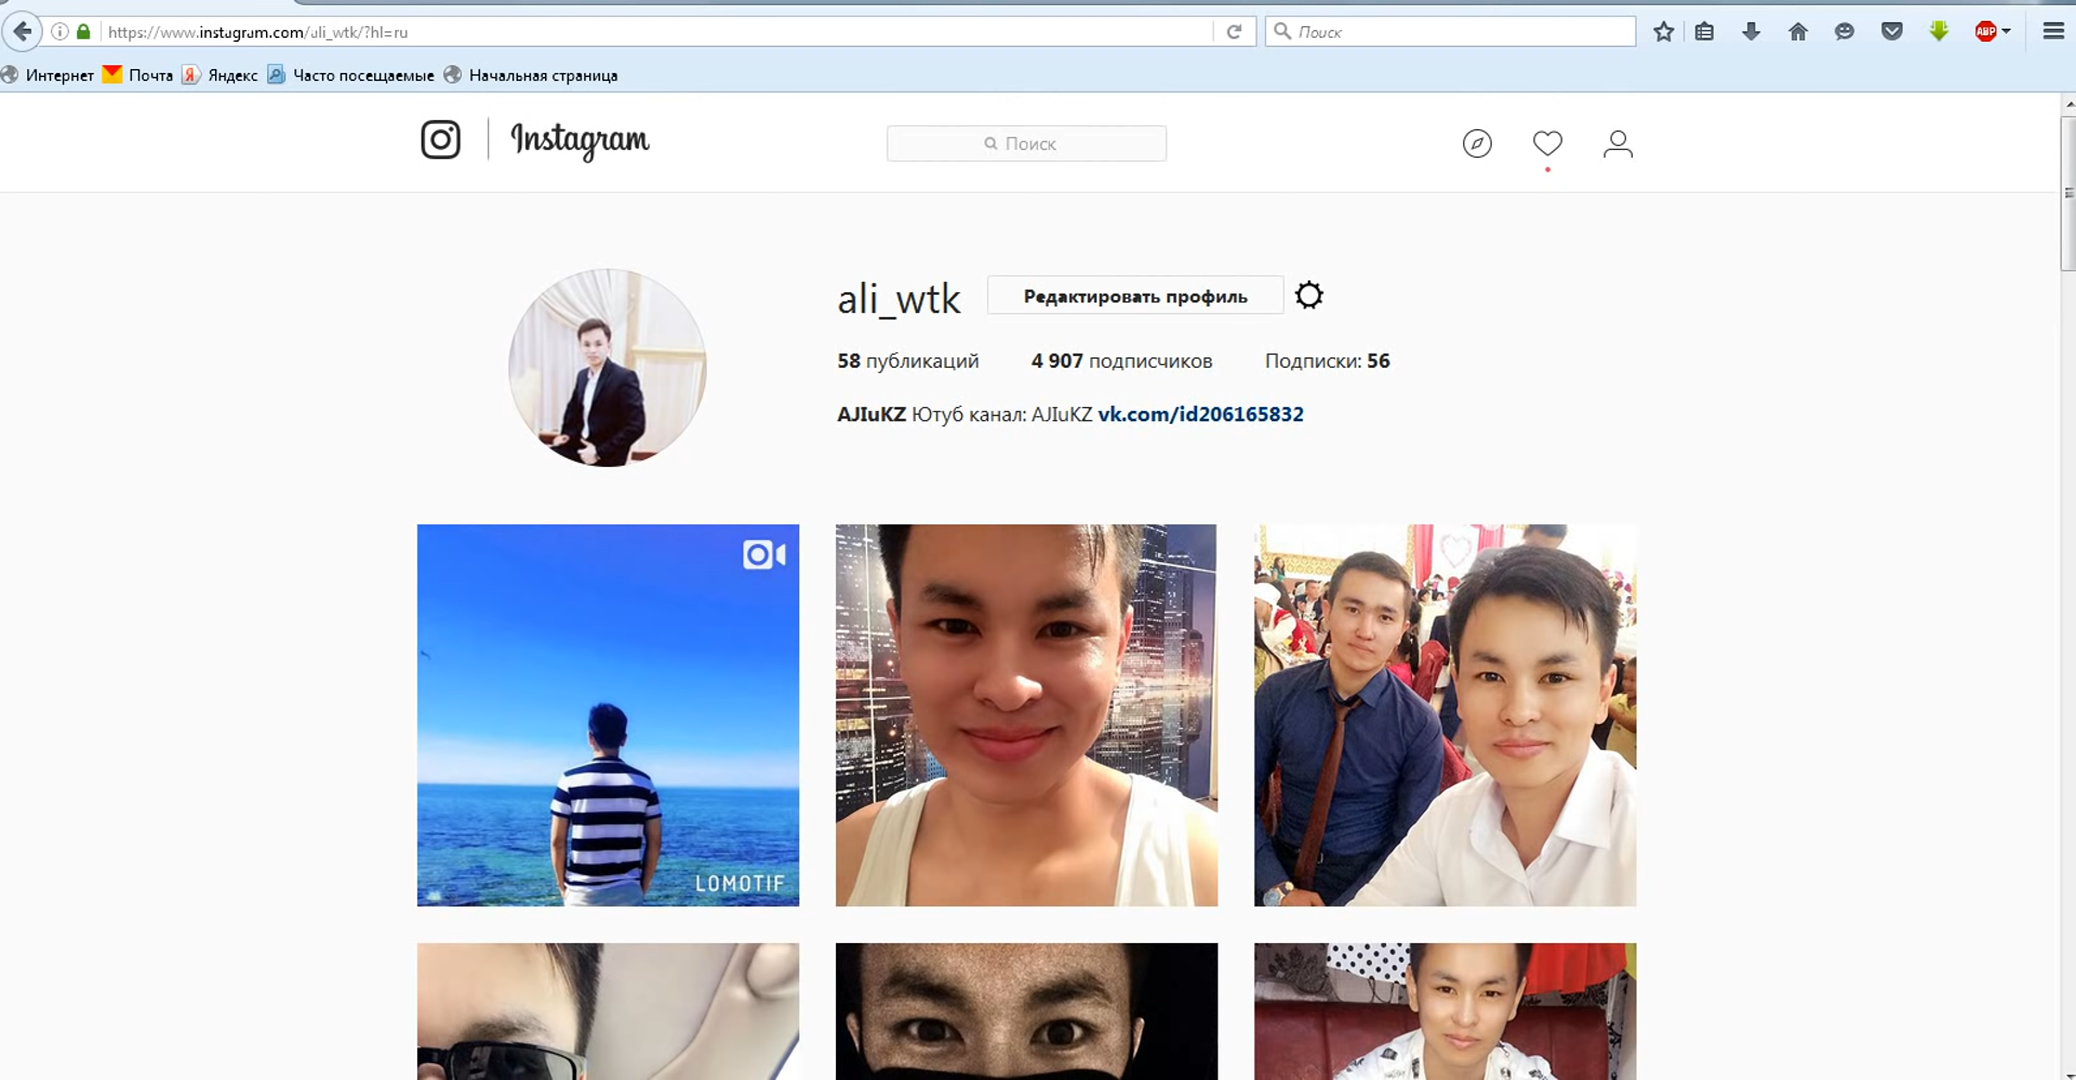 https://www.instagram.com/ali_wtk/?hl=ru
Поиск
ABP
Интернет
Почта
Я
Яндекс
Часто посещаемые
Начальная страница
Instagram
Поиск
ali_wtk
Редактировать профиль
58 публикаций
4 907 подписчиков
Подписки: 56
AJIuKZ Ютуб канал: AJIuKZ vk.com/id206165832
LOMOTIF